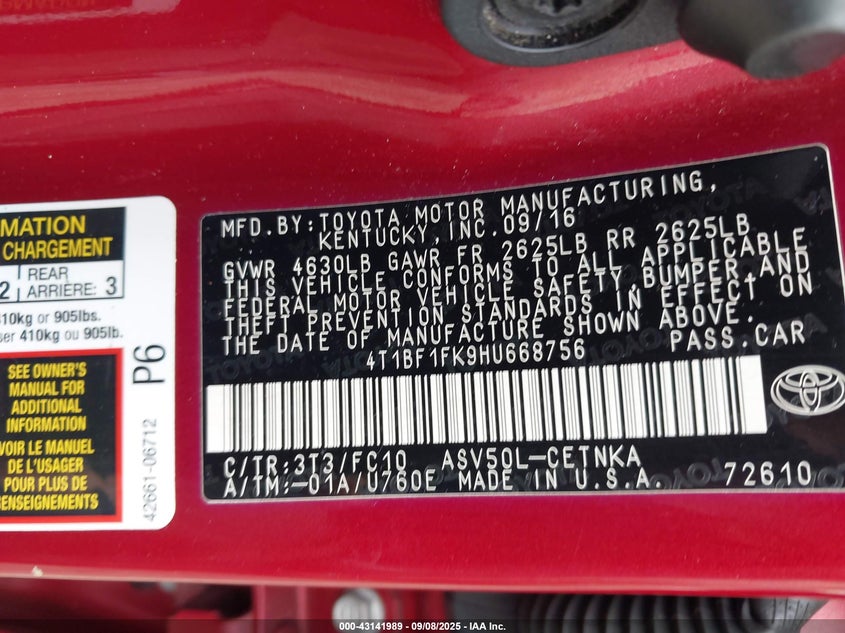 MATION
CHARGEMENT
2 REAR
ARRIERE: 3
810kg or 905lbs.
ser 410kg ou 905lb.
SEE OWNER'S
MANUAL FOR
ADDITIONAL
INFORMATION
VOIR LE MANUEL
DE L'USAGER
POUR PLUS DE
RENSEIGNEMENTS
P6
42661-06712
MFD.BY:TOYOTA MOTOR MANUFACTURING,
KENTUCKY,INC.09/16
GVWR 4630LB GAWR FR 2625LB RR 2625LB
THIS VEHICLE CONFORMS TO ALL APPLICABLE
FEDERAL MOTOR VEHICLE SAFETY,BUMPER,AND
THEFT PREVENTION STANDARDS IN EFFECT ON
THE DATE OF MANUFACTURE SHOWN ABOVE.
4T1BF1FK9HU668756 PASS.CAR
C/TR:3T3/FC10 ASV50L-CETNKA
A/TM:-01A/U760E MADE IN U.S.A. 72610
000-43141989 - 09/08/2025 - IAA Inc.